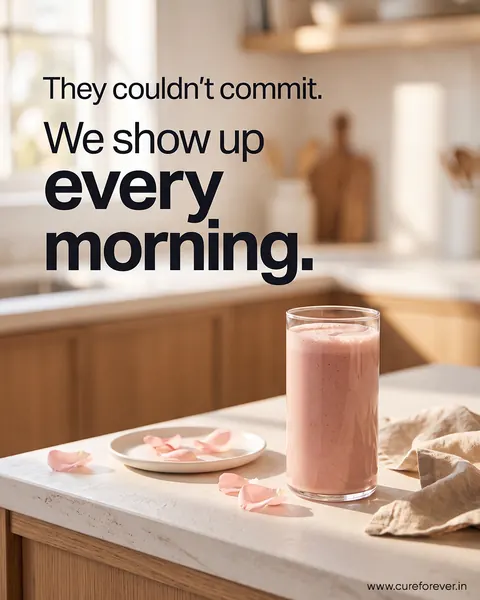 They couldn't commit.
We show up
every
morning.
www.cureforever.in